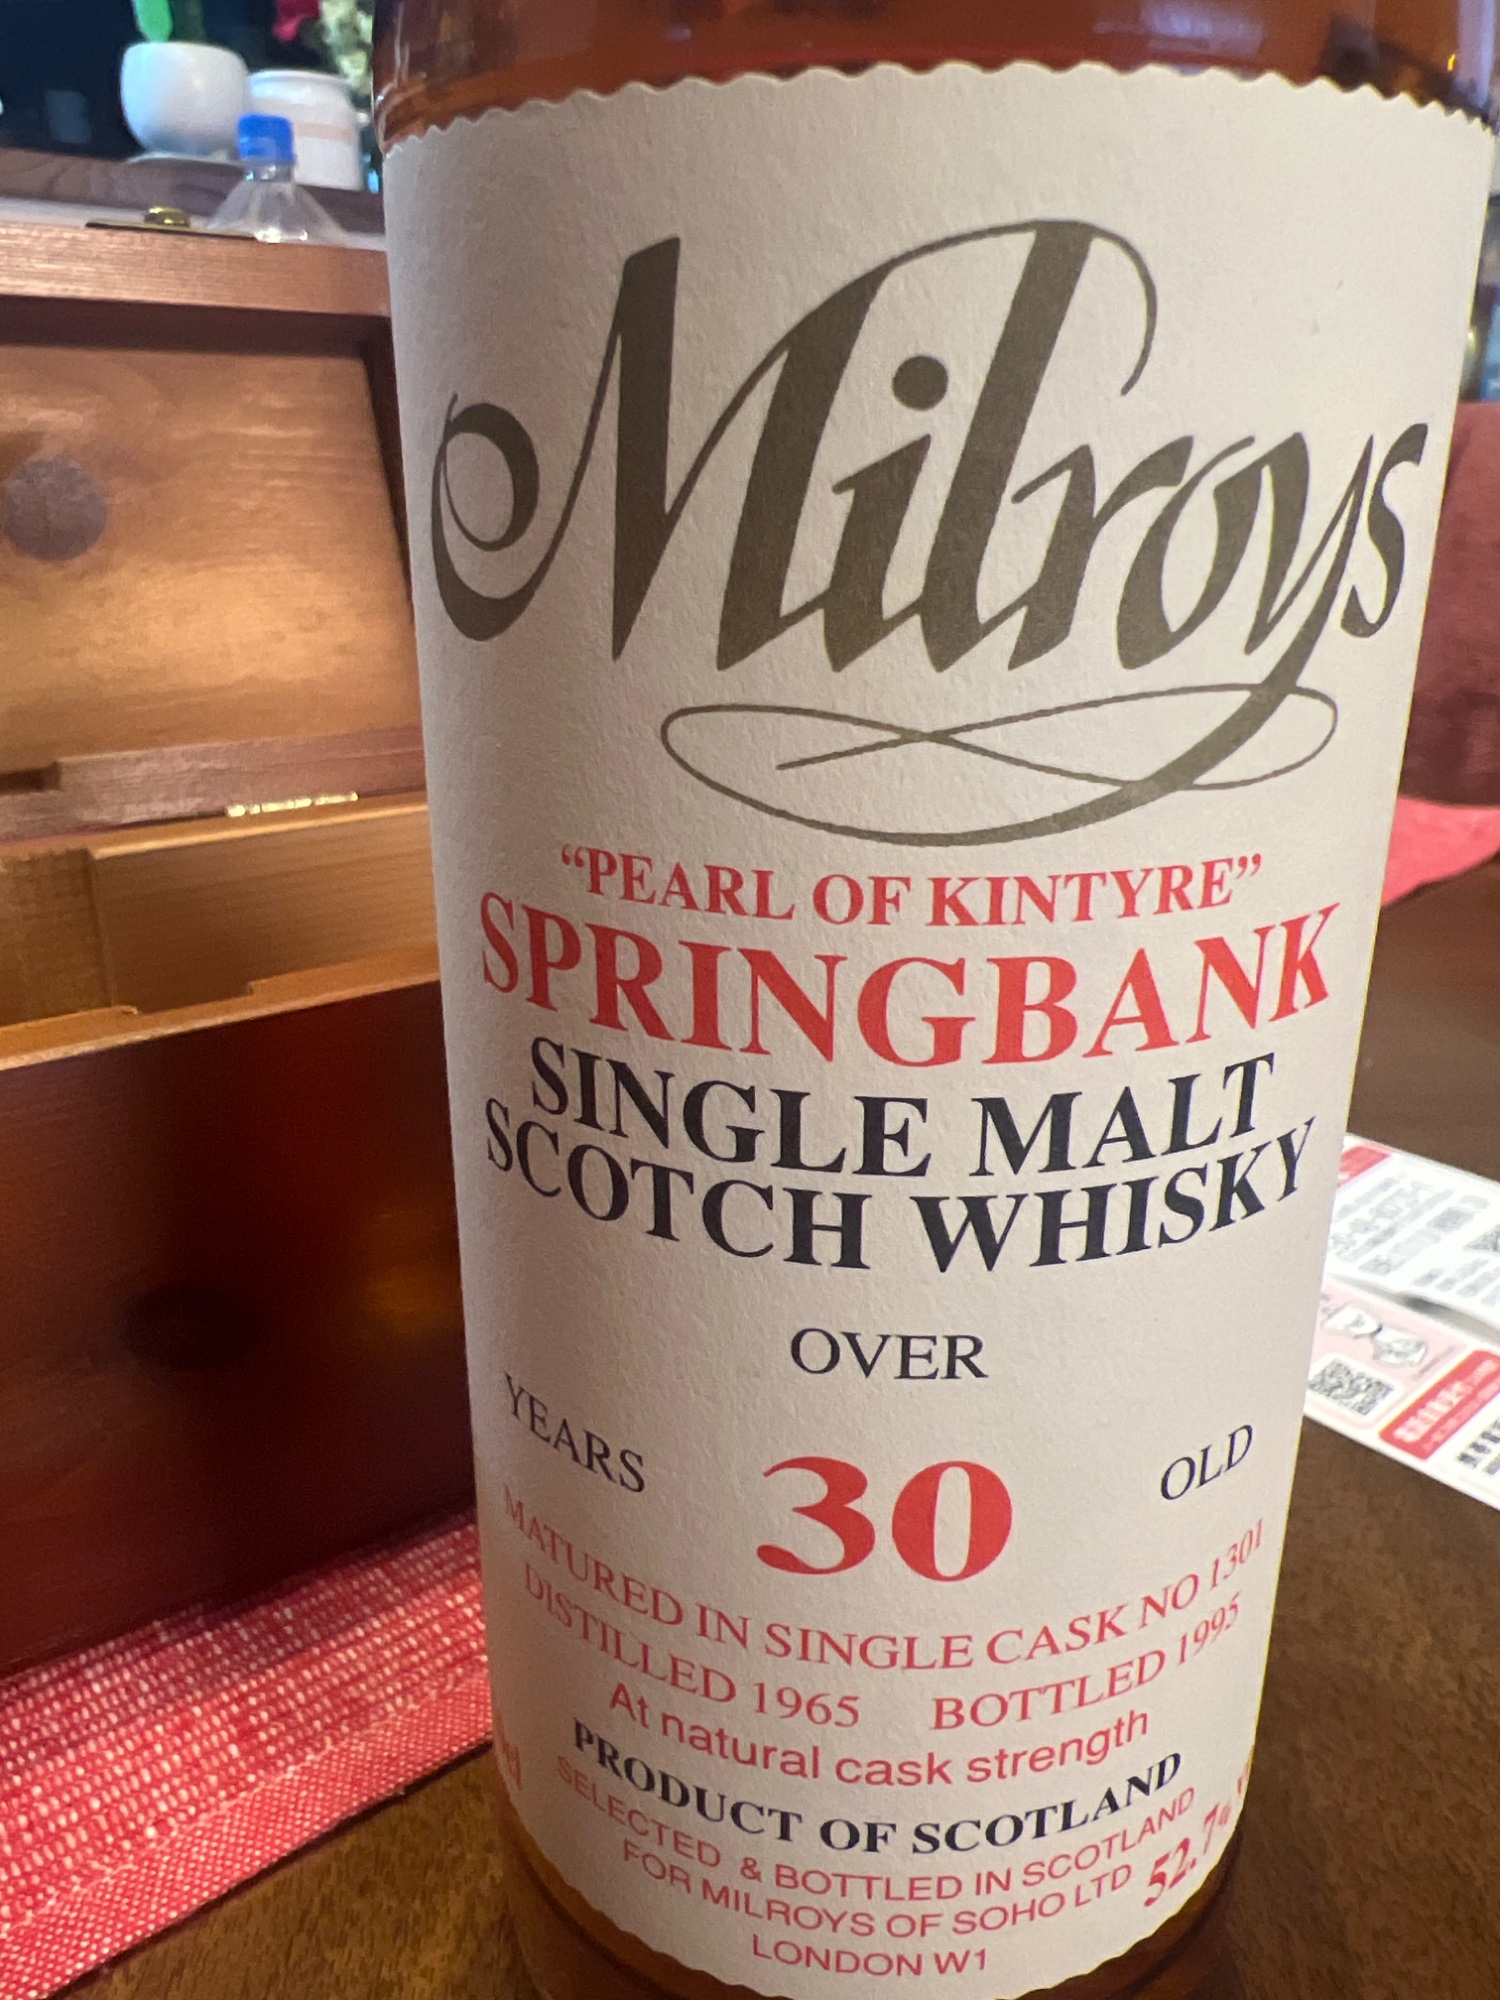 Milroys
“PEARL OF KINTYRE”
SPRINGBANK
SINGLE MALT
SCOTCH WHISKY
OVER
YEARS 30 OLD
MATURED IN SINGLE CASK NO 1301
DISTILLED 1965 BOTTLED 1995
At natural cask strength
PRODUCT OF SCOTLAND
SELECTED & BOTTLED IN SCOTLAND
FOR MILROYS OF SOHO LTD
LONDON W1
52.7%